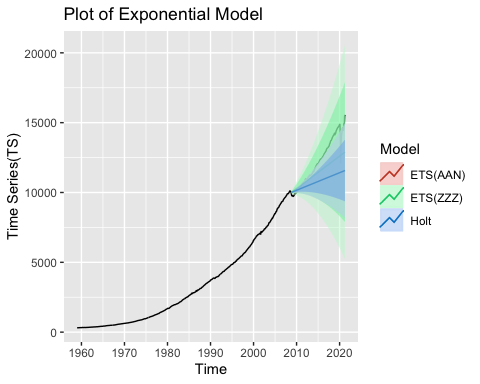 Plot of Exponential Model
20000
15000
10000
5000
0
Time Series(TS)
1960 1970 1980 1990 2000 2010 2020
Time
Model
ETS(AAN)
ETS(ZZZ)
Holt